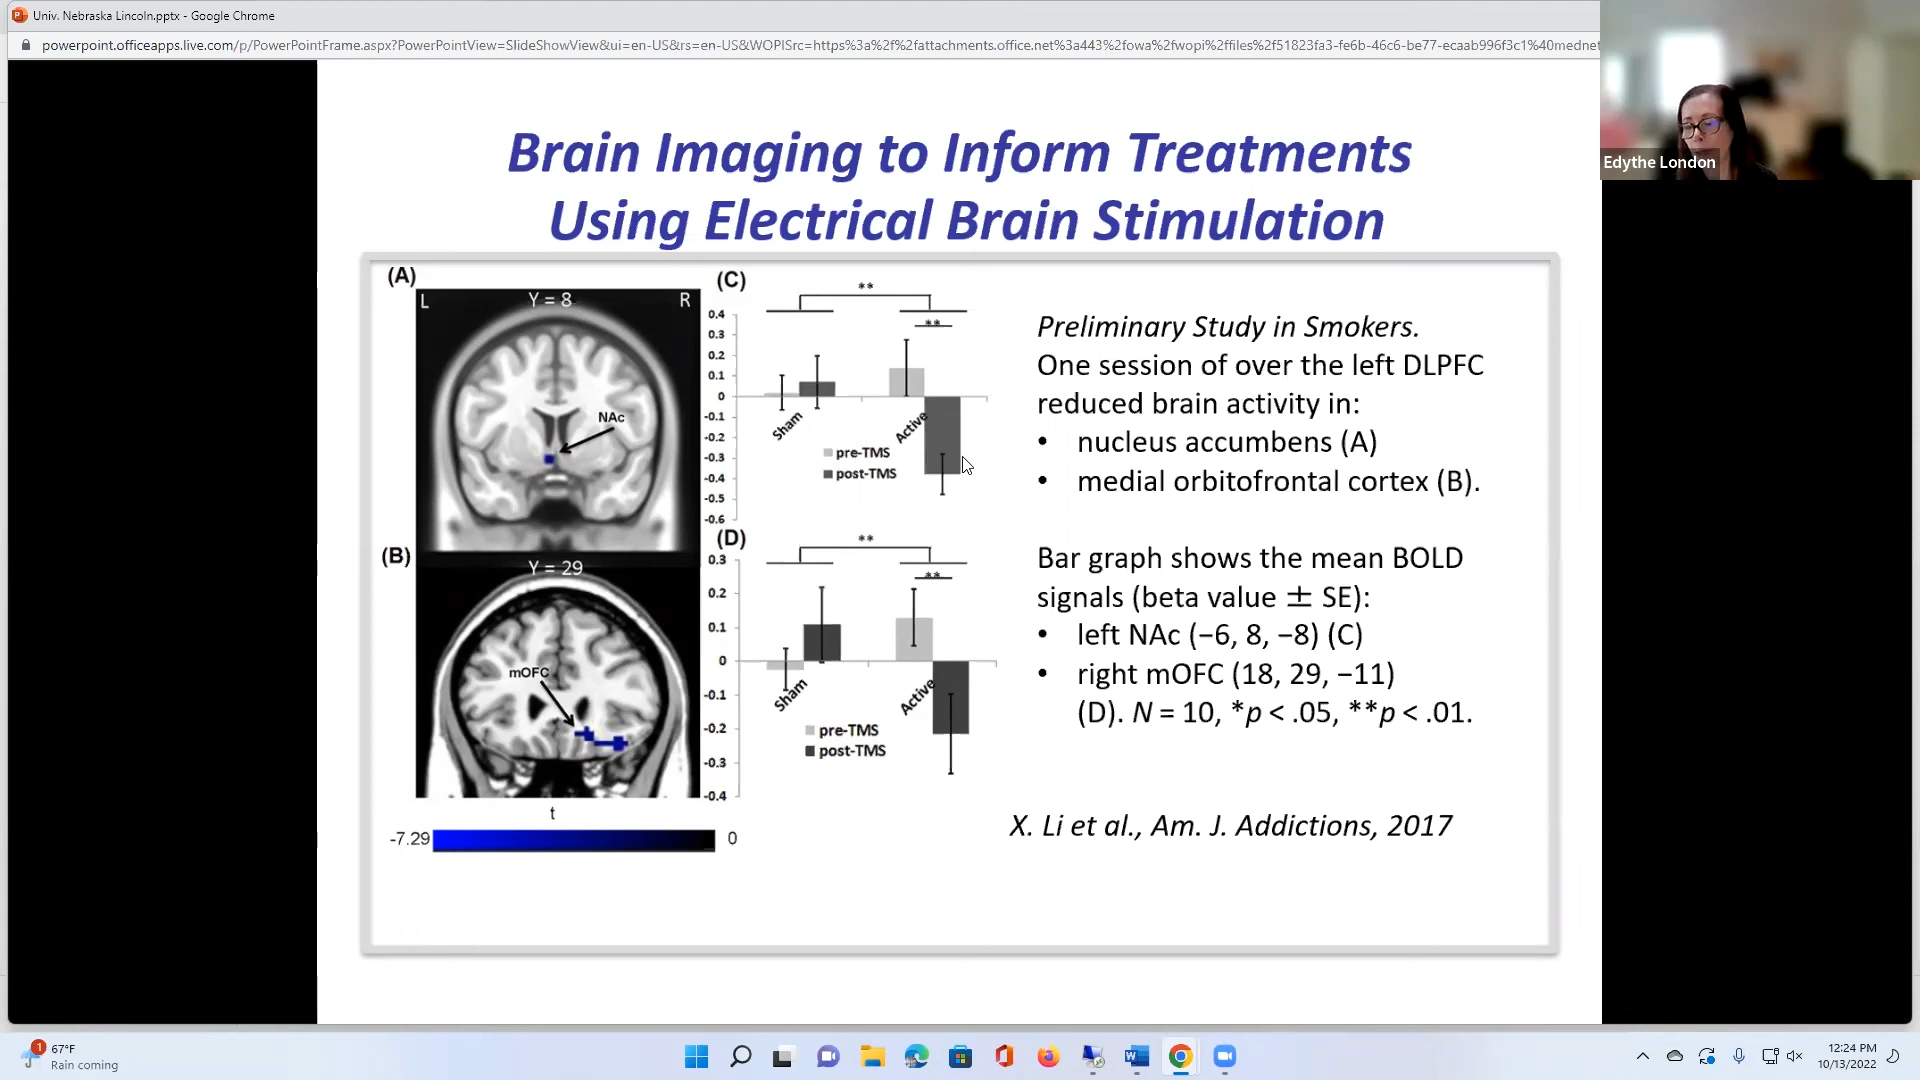 Univ. Nebraska Lincoln.pptx - Google Chrome
powerpoint.officeapps.live.com/p/PowerPointFrame.aspx?PowerPointView=SlideShowView&ui=en-US&rs=en-US&WOPISrc=https%3a%2f%2fattachments.office.net%3a443%2fowa%2fwopi%2ffiles%2f51823fa3-fe6b-46c6-be77-ecaab996f3c1%40mednet
Edythe London
Brain Imaging to Inform Treatments
Using Electrical Brain Stimulation
(A)
L Y = 8 R
NAc
(B)
Y = 29
mOFC
t
-7.29 0
(C)
**
**
0.4
0.3
0.2
0.1
0
-0.1
-0.2
-0.3
-0.4
-0.5
-0.6
Sham
Active
pre-TMS
post-TMS
(D)
**
**
0.3
0.2
0.1
0
-0.1
-0.2
-0.3
-0.4
Sham
Active
pre-TMS
post-TMS
Preliminary Study in Smokers.
One session of over the left DLPFC
reduced brain activity in:
• nucleus accumbens (A)
• medial orbitofrontal cortex (B).
Bar graph shows the mean BOLD
signals (beta value ± SE):
• left NAc (−6, 8, −8) (C)
• right mOFC (18, 29, −11)
(D). N = 10, *p < .05, **p < .01.
X. Li et al., Am. J. Addictions, 2017
1
67°F
Rain coming
12:24 PM
10/13/2022